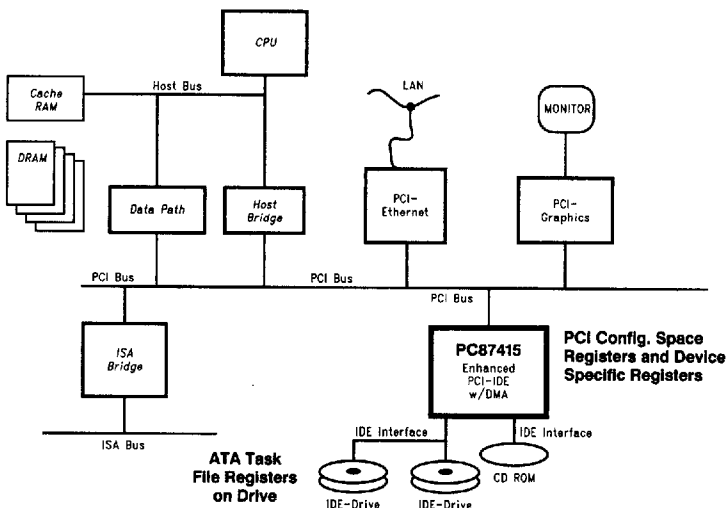 CPU
Host Bus
Cache
RAM
LAN
MONITOR
DRAM
Data Path
Host
Bridge
PCI-
Ethernet
PCI-
Graphics
PCI Bus
PCI Bus
PCI Bus
ISA
Bridge
PC87415
Enhanced
PCI-IDE
w/DMA
PCI Config. Space
Registers and Device
Specific Registers
ISA Bus
IDE Interface
IDE Interface
ATA Task
File Registers
on Drive
CD ROM
IDE-Drive
IDE-Drive